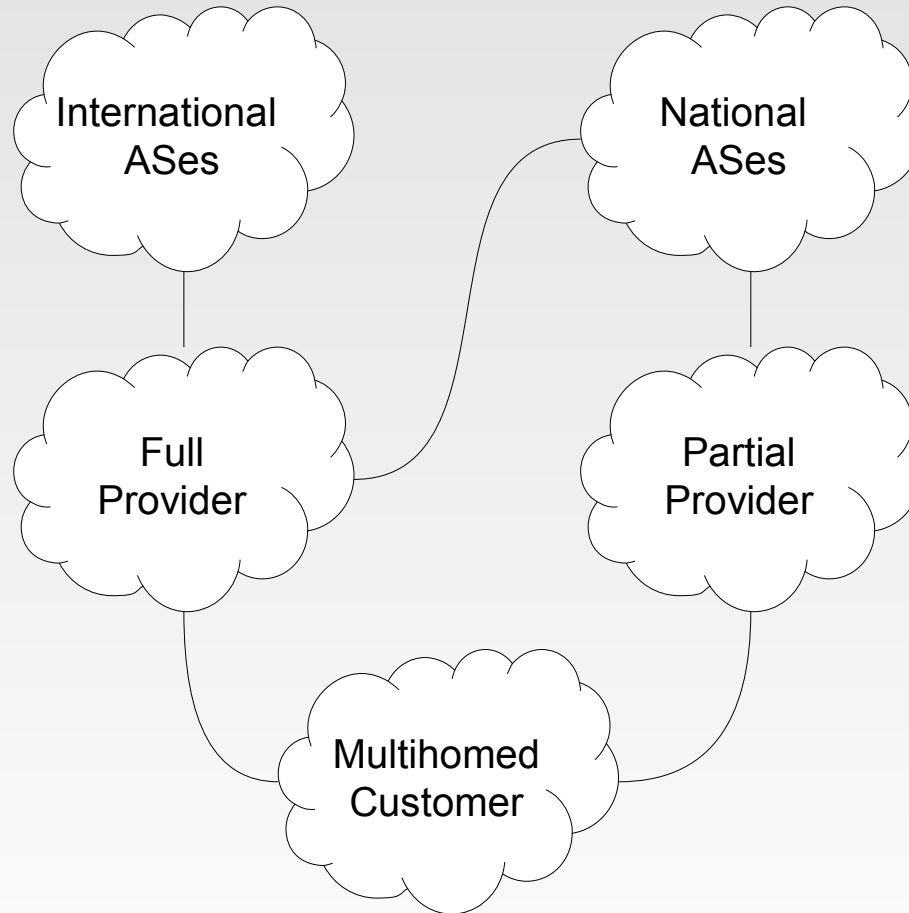 International
ASes
National
ASes
Full
Provider
Partial
Provider
Multihomed
Customer